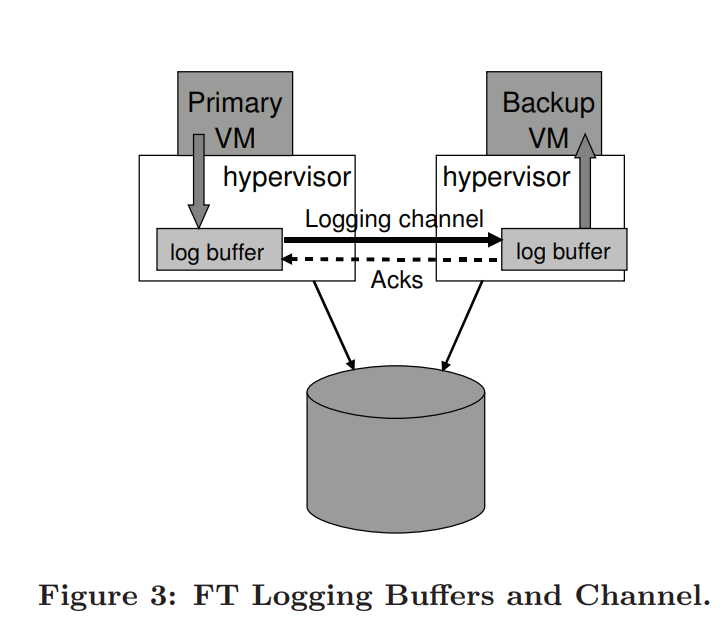 Primary
VM
Backup
VM
hypervisor
hypervisor
Logging channel
log buffer
log buffer
Acks
Figure 3: FT Logging Buffers and Channel.